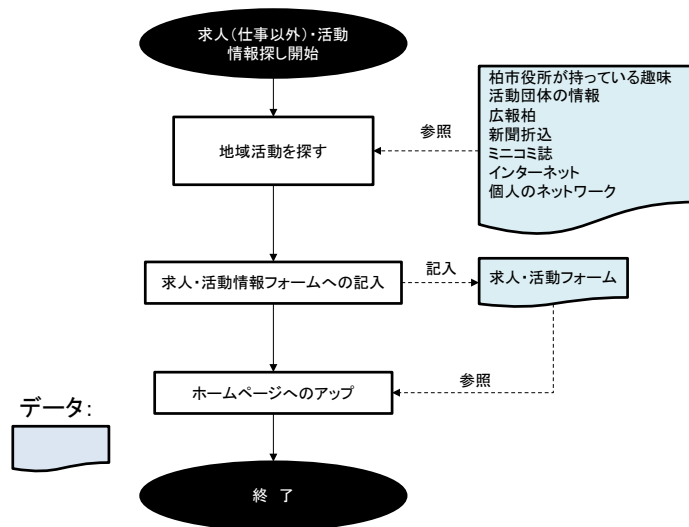 求人（仕事以外）・活動
情報探し開始
地域活動を探す
参照
柏市役所が持っている趣味
活動団体の情報
広報柏
新聞折込
ミニコミ誌
インターネット
個人のネットワーク
求人・活動情報フォームへの記入
記入
求人・活動フォーム
ホームページへのアップ
参照
データ：
終 了